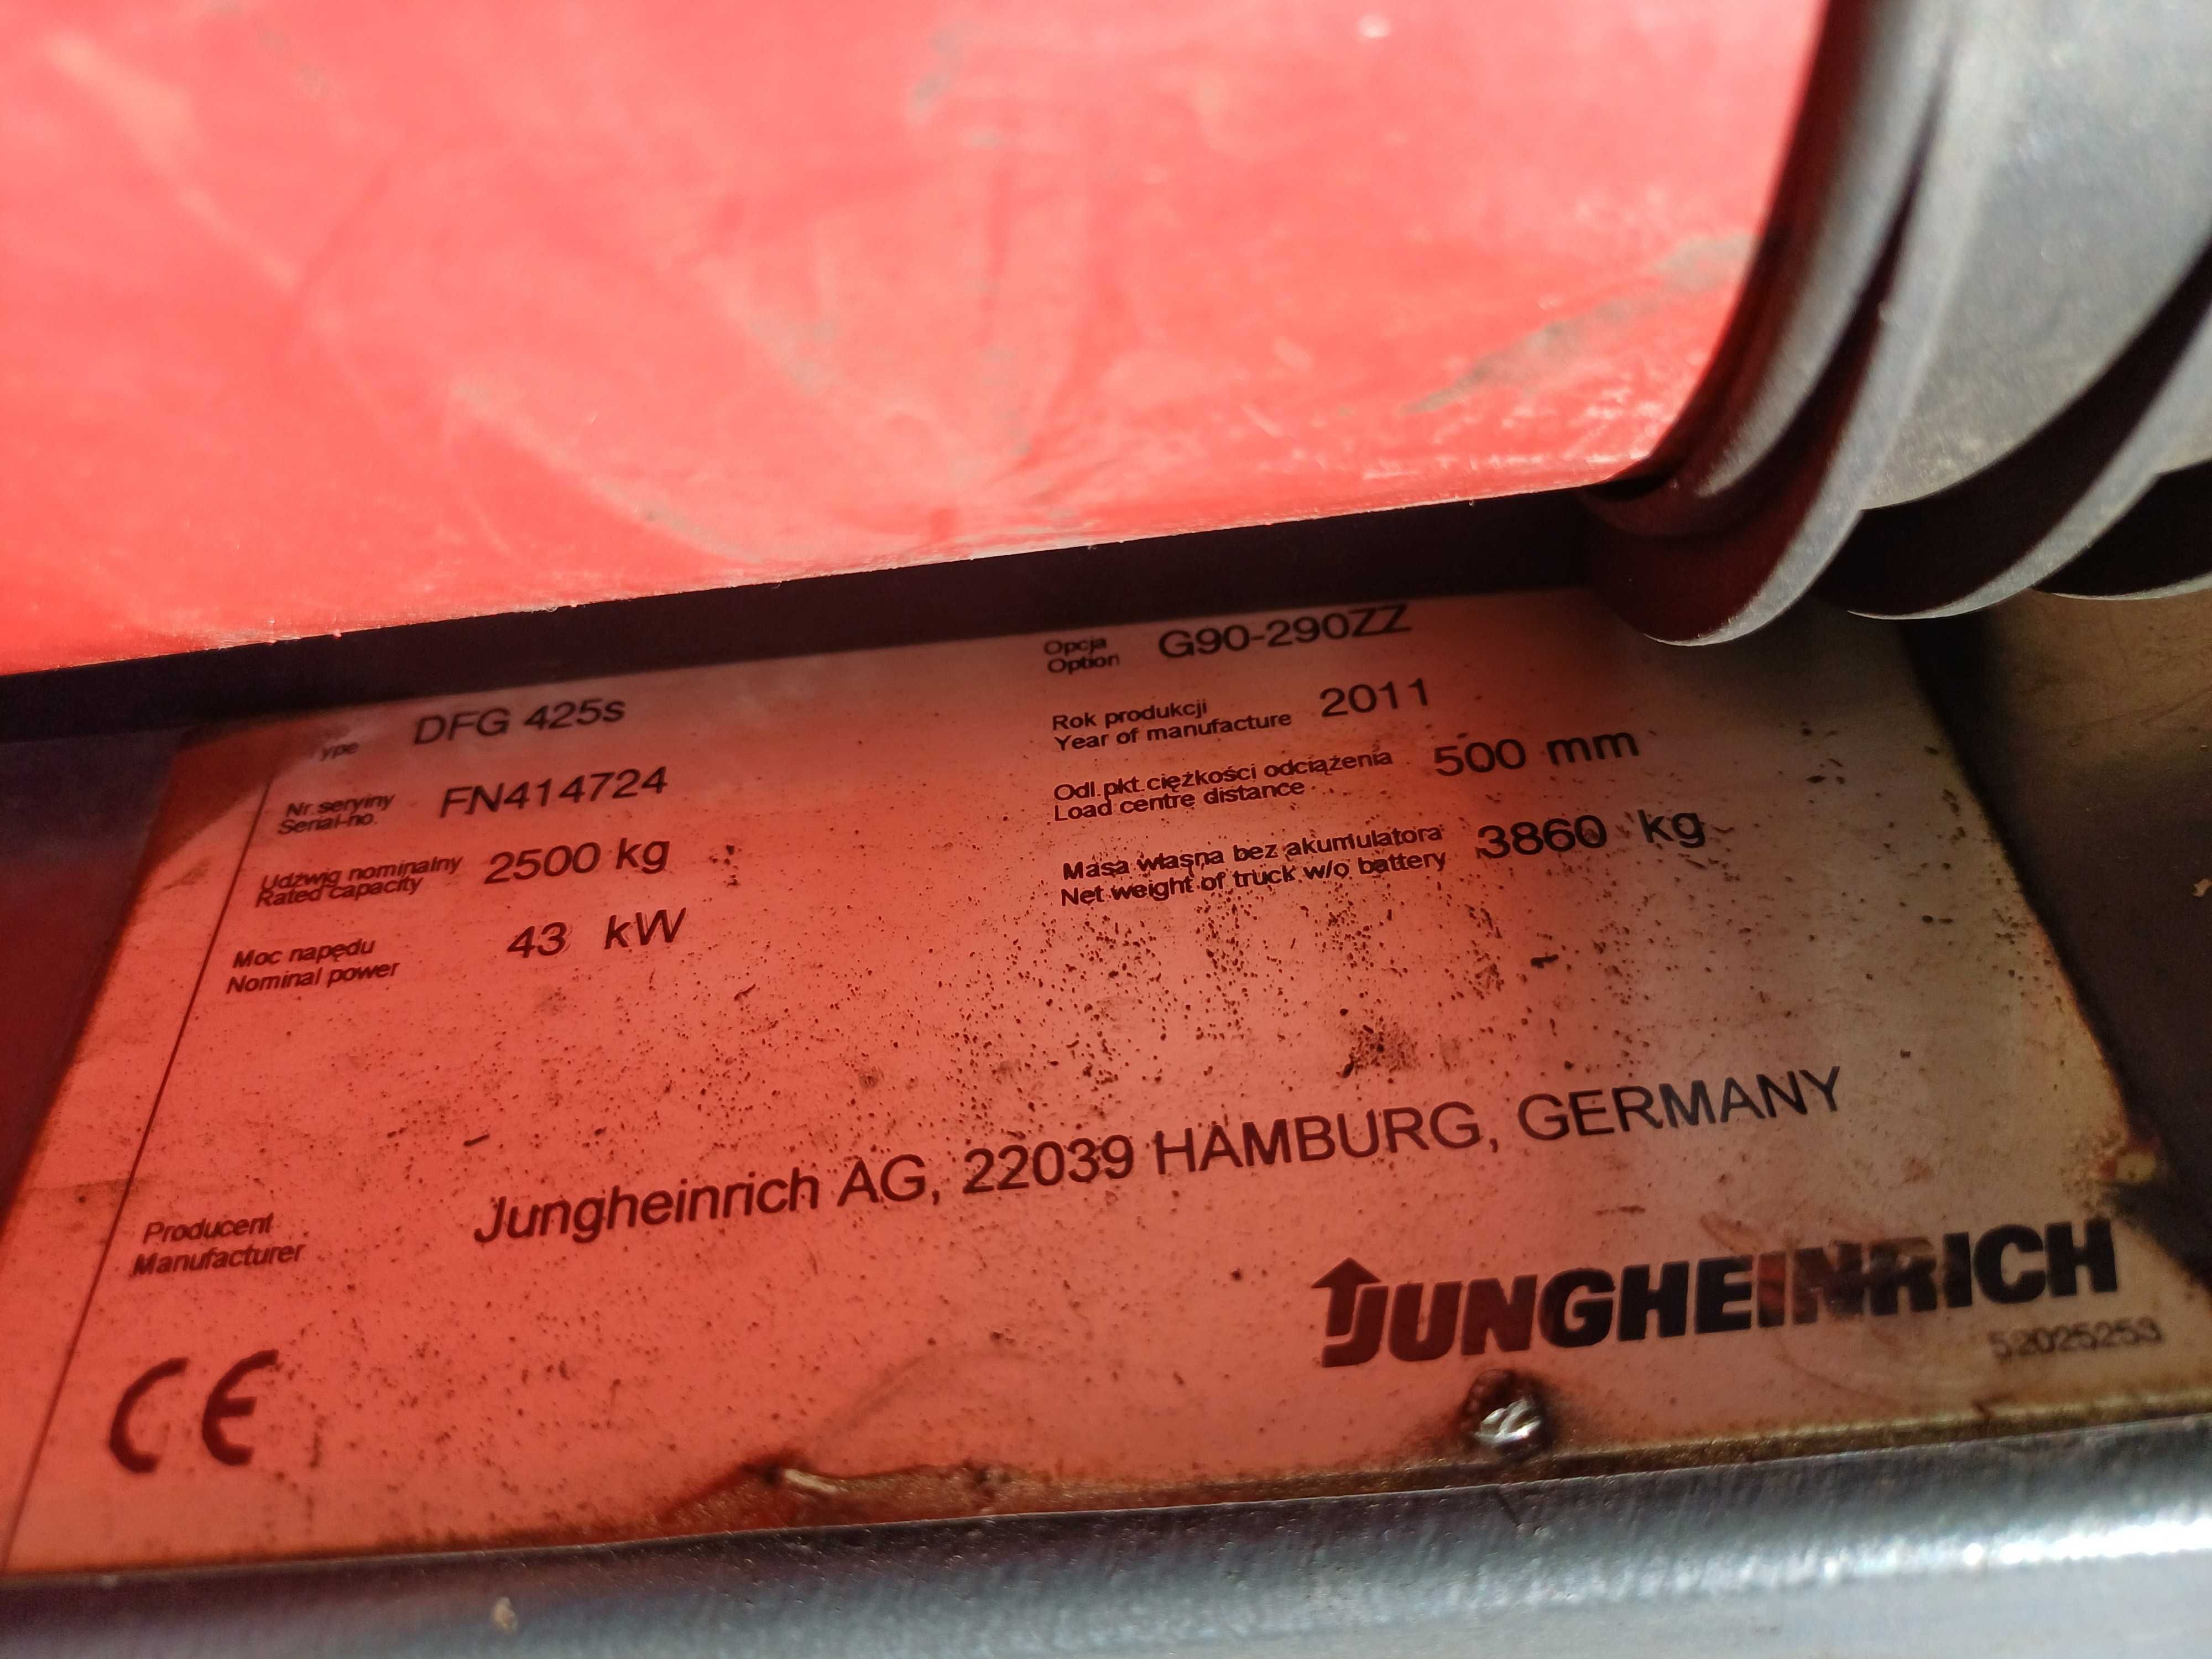 Opcja
Option G90-290ZZ
Type DFG 425s
Rok produkcji
Year of manufacture 2011
Nr.seryjny
Serial-no. FN414724
Odl.pkt.ciężkości odciążenia
Load centre distance 500 mm
Udźwig nominalny
Rated capacity 2500 kg
Masa własna bez akumulatora
Net weight of truck w/o battery 3860 kg
Moc napędu
Nominal power 43 kW
Producent
Manufacturer
Jungheinrich AG, 22039 HAMBURG, GERMANY
JUNGHEINRICH
52025253
CE